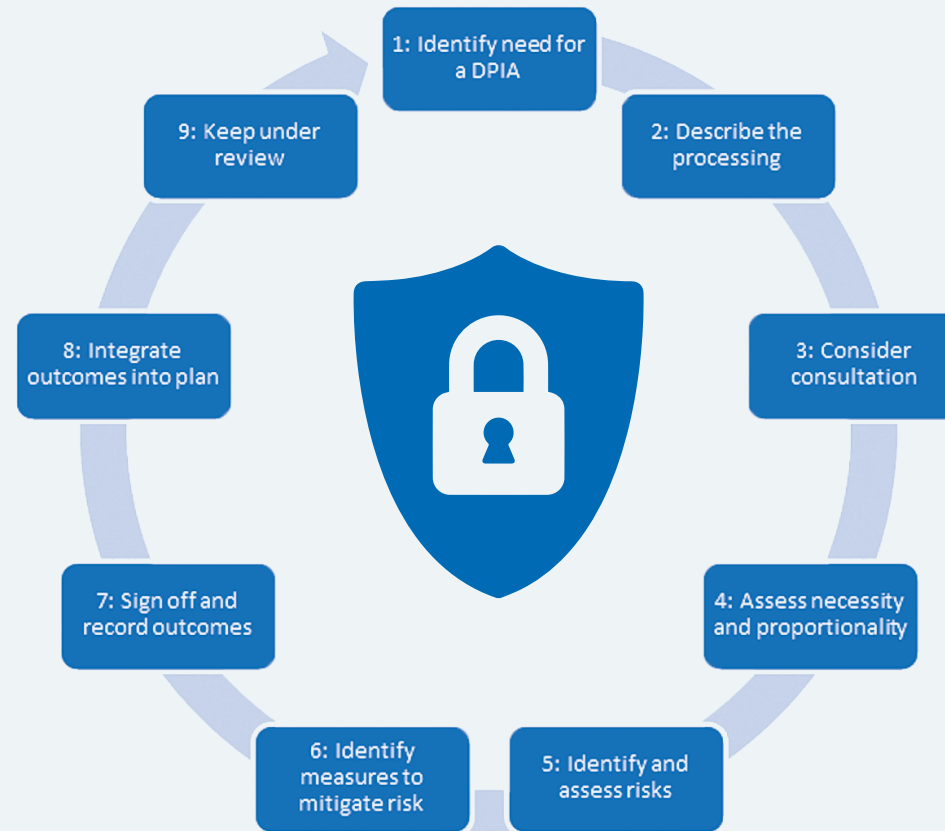 1: Identify need for
a DPIA
2: Describe the
processing
3: Consider
consultation
4: Assess necessity
and proportionality
5: Identify and
assess risks
6: Identify
measures to
mitigate risk
7: Sign off and
record outcomes
8: Integrate
outcomes into plan
9: Keep under
review